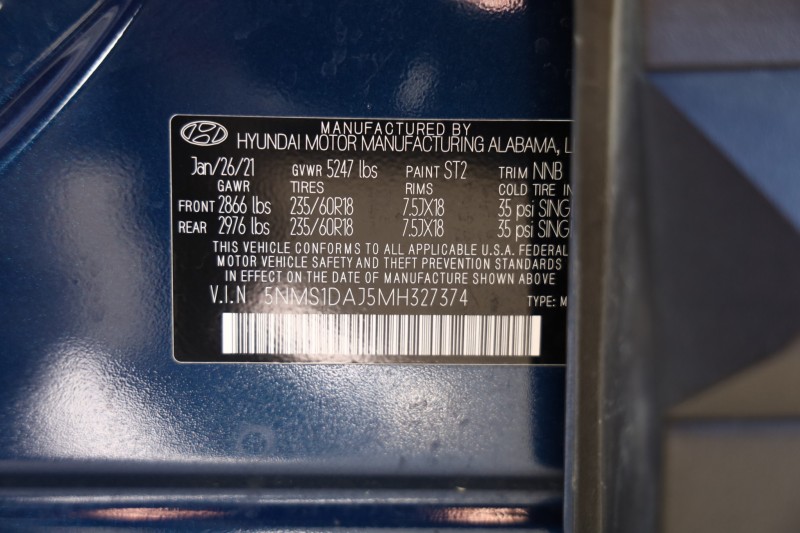 MANUFACTURED BY
HYUNDAI MOTOR MANUFACTURING ALABAMA, L
Jan/26/21 GVWR 5247 lbs PAINT ST2 TRIM NNB
GAWR TIRES RIMS COLD TIRE IN
FRONT 2866 lbs 235/60R18 7.5JX18 35 psi SING
REAR 2976 lbs 235/60R18 7.5JX18 35 psi SING
THIS VEHICLE CONFORMS TO ALL APPLICABLE U.S.A. FEDERAL
MOTOR VEHICLE SAFETY AND THEFT PREVENTION STANDARDS
IN EFFECT ON THE DATE OF MANUFACTURE SHOWN ABOVE
V.I.N 5NMS1DAJ5MH327374 TYPE: M